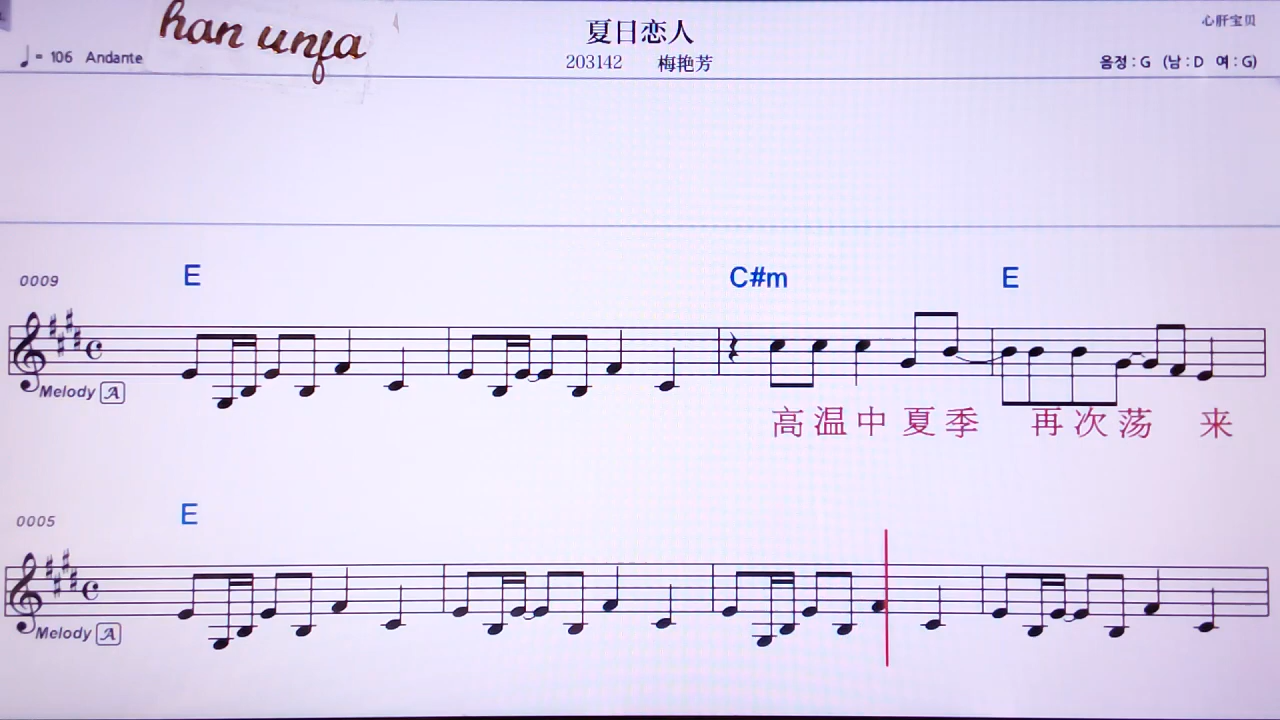 han unja
夏日恋人
心肝宝贝
♩= 106 Andante
203142 梅艳芳
음정 : G (남 : D 여 : G)
0009 E C#m E
Melody A
高温中夏季 再次荡 来
0005 E
Melody A